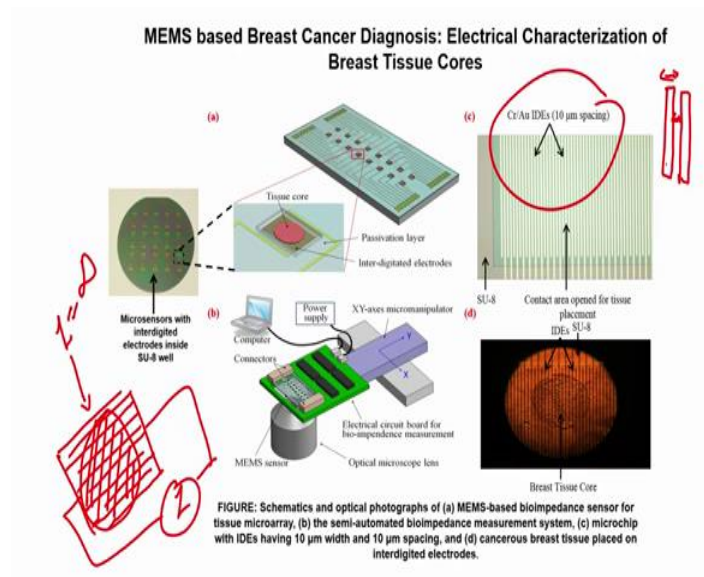 MEMS based Breast Cancer Diagnosis: Electrical Characterization of
Breast Tissue Cores
(a)
Tissue core
Passivation layer
Inter-digitated electrodes
(c)
Cr/Au IDEs (10 μm spacing)
SU-8
Contact area opened for tissue
placement
Microsensors with
interdigited
electrodes inside
SU-8 well
(b)
Computer
Connectors
Power
supply
XY-axes micromanipulator
Y
X
Electrical circuit board for
bio-impendence measurement
MEMS sensor
Optical microscope lens
(d)
IDEs SU-8
Breast Tissue Core
FIGURE: Schematics and optical photographs of (a) MEMS-based bioimpedance sensor for
tissue microarray, (b) the semi-automated bioimpedance measurement system, (c) microchip
with IDEs having 10 μm width and 10 μm spacing, and (d) cancerous breast tissue placed on
interdigited electrodes.